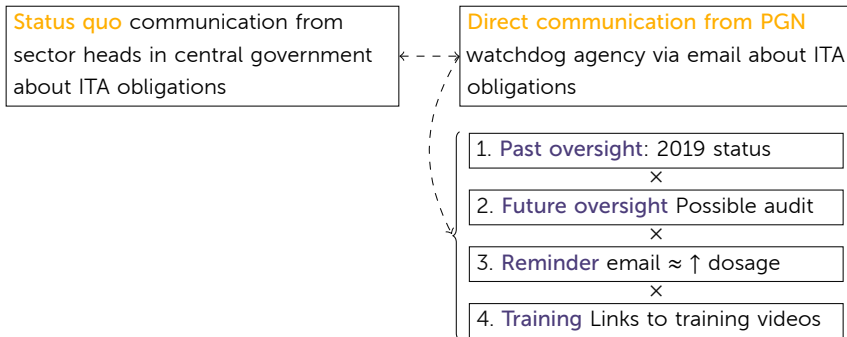 Status quo communication from
sector heads in central government
about ITA obligations
Direct communication from PGN
watchdog agency via email about ITA
obligations
1. Past oversight: 2019 status
×
2. Future oversight Possible audit
×
3. Reminder email ≈ ↑ dosage
×
4. Training Links to training videos